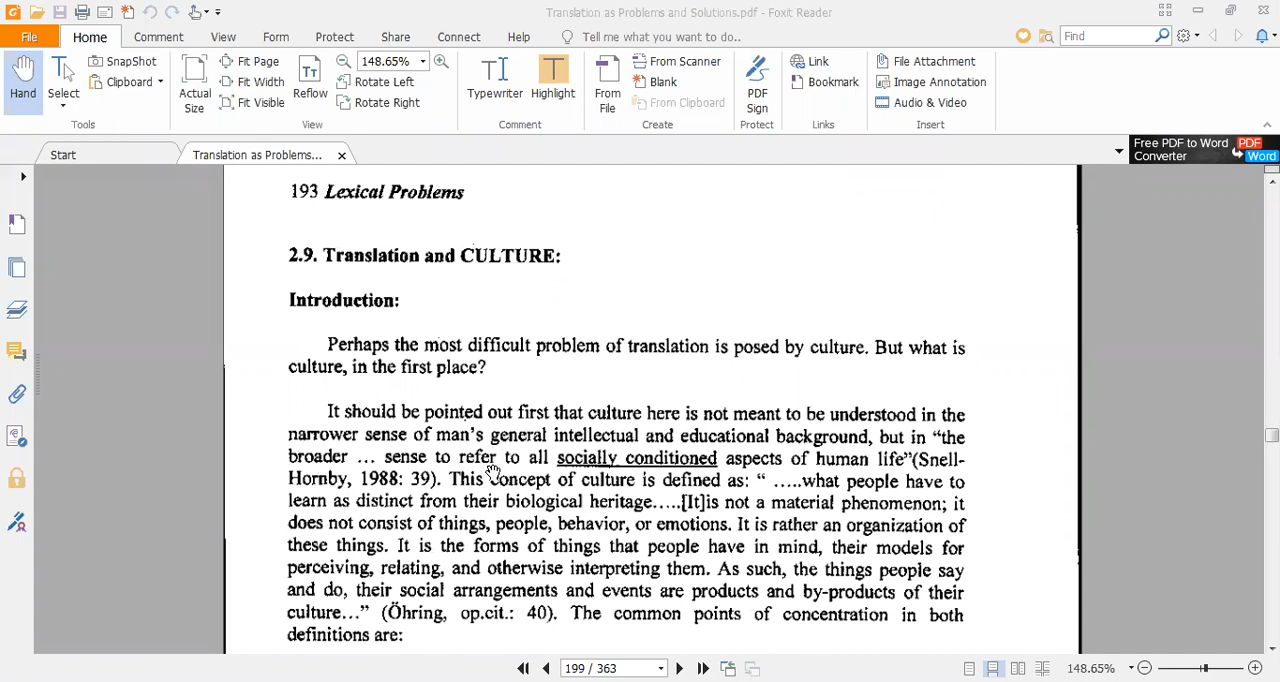 Translation as Problems and Solutions.pdf - Foxit Reader
File Home Comment View Form Protect Share Connect Help Tell me what you want to do.. Find
Hand
Select
SnapShot
Clipboard
Tools
Actual Size
Fit Page
Fit Width
Fit Visible
Reflow
148.65%
Rotate Left
Rotate Right
View
Typewriter
Highlight
Comment
From File
From Scanner
Blank
From Clipboard
Create
PDF Sign
Protect
Link
Bookmark
Links
File Attachment
Image Annotation
Audio & Video
Insert
Start
Translation as Problems...
Free PDF to Word Converter
PDF
Word
193 Lexical Problems
2.9. Translation and CULTURE:
Introduction:
Perhaps the most difficult problem of translation is posed by culture. But what is
culture, in the first place?
It should be pointed out first that culture here is not meant to be understood in the
narrower sense of man's general intellectual and educational background, but in “the
broader ... sense to refer to all socially conditioned aspects of human life”(Snell-
Hornby, 1988: 39). This concept of culture is defined as: “ .....what people have to
learn as distinct from their biological heritage.....[It]is not a material phenomenon; it
does not consist of things, people, behavior, or emotions. It is rather an organization of
these things. It is the forms of things that people have in mind, their models for
perceiving, relating, and otherwise interpreting them. As such, the things people say
and do, their social arrangements and events are products and by-products of their
culture...” (Öhring, op.cit.: 40). The common points of concentration in both
definitions are:
199 / 363
148.65%